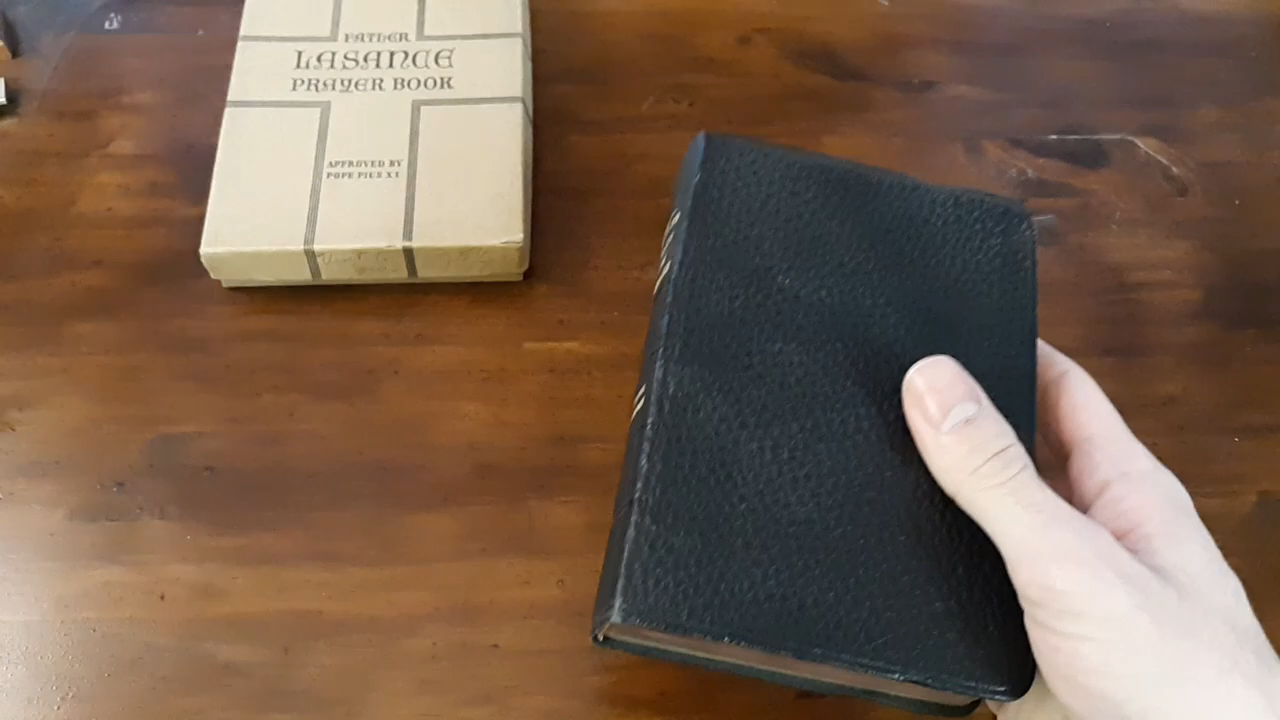 FATHER
LASANCE
PRAYER BOOK
APPROVED BY
POPE PIUS XI